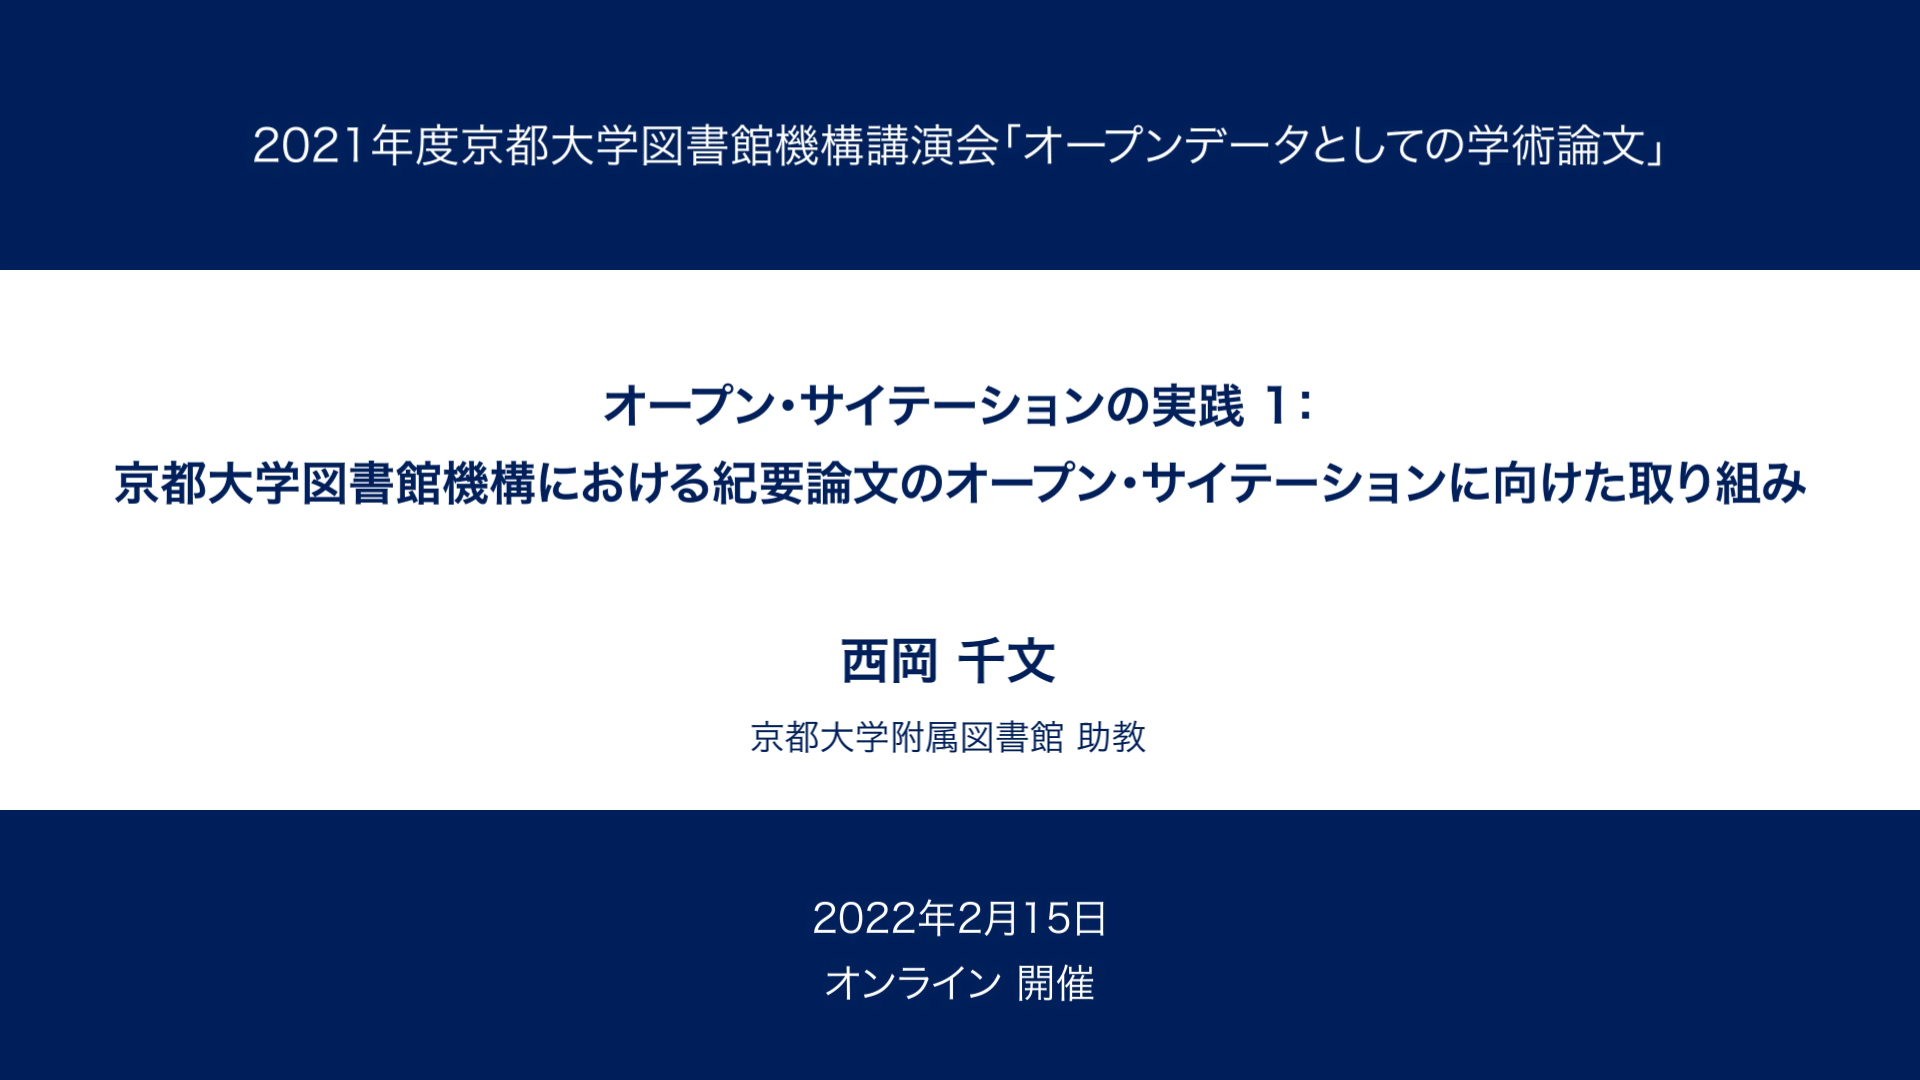 2021年度京都大学図書館機構講演会「オープンデータとしての学術論文」
オープン・サイテーションの実践 1：
京都大学図書館機構における紀要論文のオープン・サイテーションに向けた取り組み
西岡 千文
京都大学附属図書館 助教
2022年2月15日
オンライン 開催